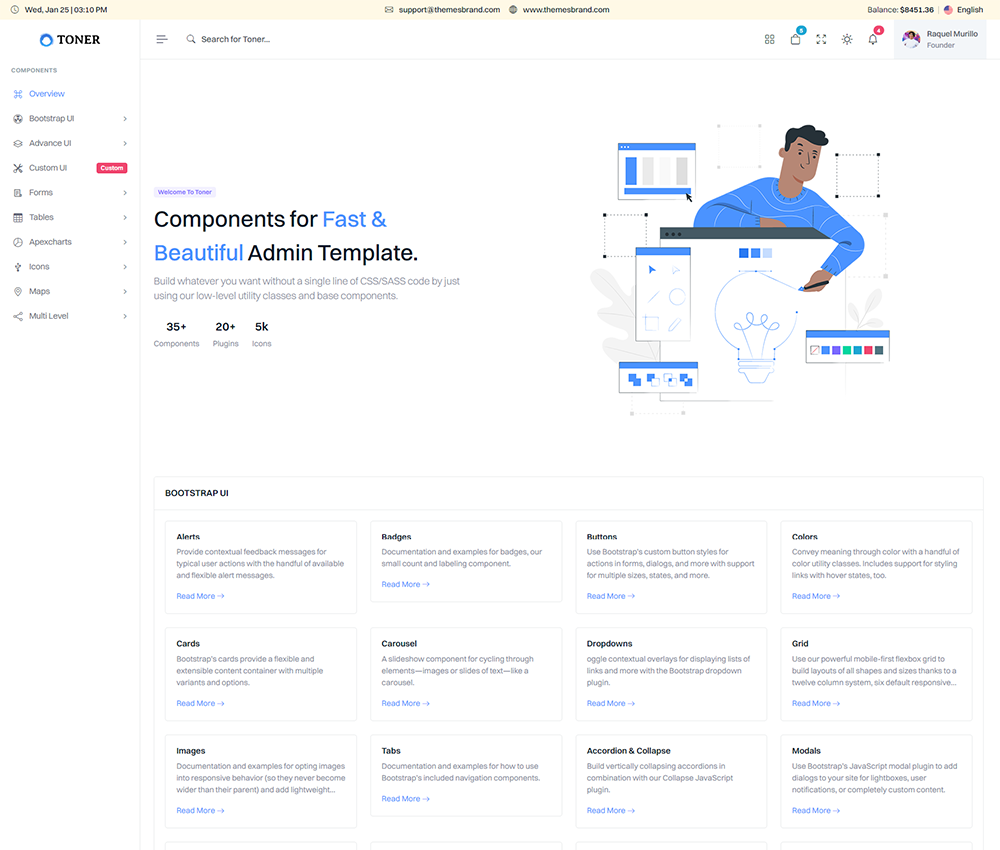 Wed, Jan 25 | 03:10 PM
support@themesbrand.com
www.themesbrand.com
Balance: $8451.36
English
TONER
Search for Toner...
5
4
Raquel Murillo
Founder
COMPONENTS
Overview
Bootstrap UI
Advance UI
Custom UI
Custom
Forms
Tables
Apexcharts
Icons
Maps
Multi Level
Welcome To Toner
Components for Fast &
Beautiful Admin Template.
Build whatever you want without a single line of CSS/SASS code by just
using our low-level utility classes and base components.
35+
Components
20+
Plugins
5k
Icons
BOOTSTRAP UI
Alerts
Provide contextual feedback messages for
typical user actions with the handful of available
and flexible alert messages.
Read More →
Badges
Documentation and examples for badges, our
small count and labeling component.
Read More →
Buttons
Use Bootstrap's custom button styles for
actions in forms, dialogs, and more with support
for multiple sizes, states, and more.
Read More →
Colors
Convey meaning through color with a handful of
color utility classes. Includes support for styling
links with hover states, too.
Read More →
Cards
Bootstrap's cards provide a flexible and
extensible content container with multiple
variants and options.
Read More →
Carousel
A slideshow component for cycling through
elements—images or slides of text—like a
carousel.
Read More →
Dropdowns
oggle contextual overlays for displaying lists of
links and more with the Bootstrap dropdown
plugin.
Read More →
Grid
Use our powerful mobile-first flexbox grid to
build layouts of all shapes and sizes thanks to a
twelve column system, six default responsive...
Read More →
Images
Documentation and examples for opting images
into responsive behavior (so they never become
wider than their parent) and add lightweight...
Read More →
Tabs
Documentation and examples for how to use
Bootstrap's included navigation components.
Read More →
Accordion & Collapse
Build vertically collapsing accordions in
combination with our Collapse JavaScript
plugin.
Read More →
Modals
Use Bootstrap's JavaScript modal plugin to add
dialogs to your site for lightboxes, user
notifications, or completely custom content.
Read More →